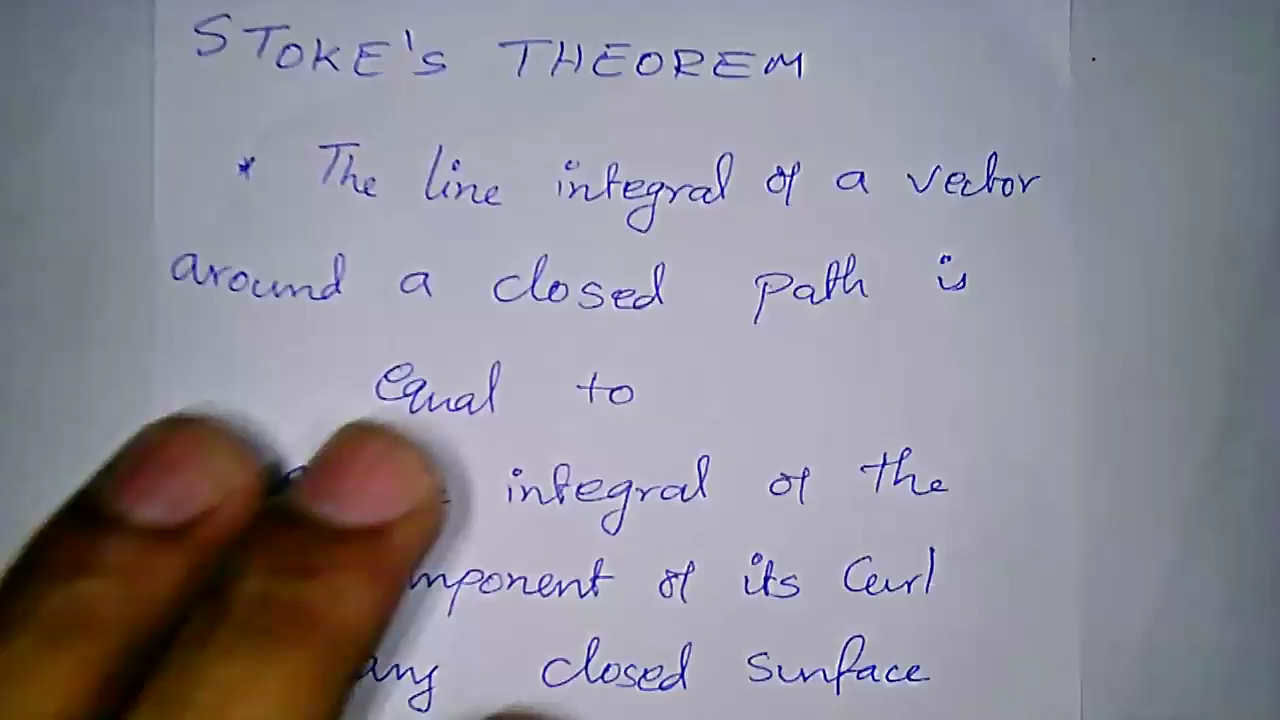 STOKE'S THEOREM
* The line integral of a vector
around a closed path is
equal to
integral of the
mponent of its Curl
any closed surface